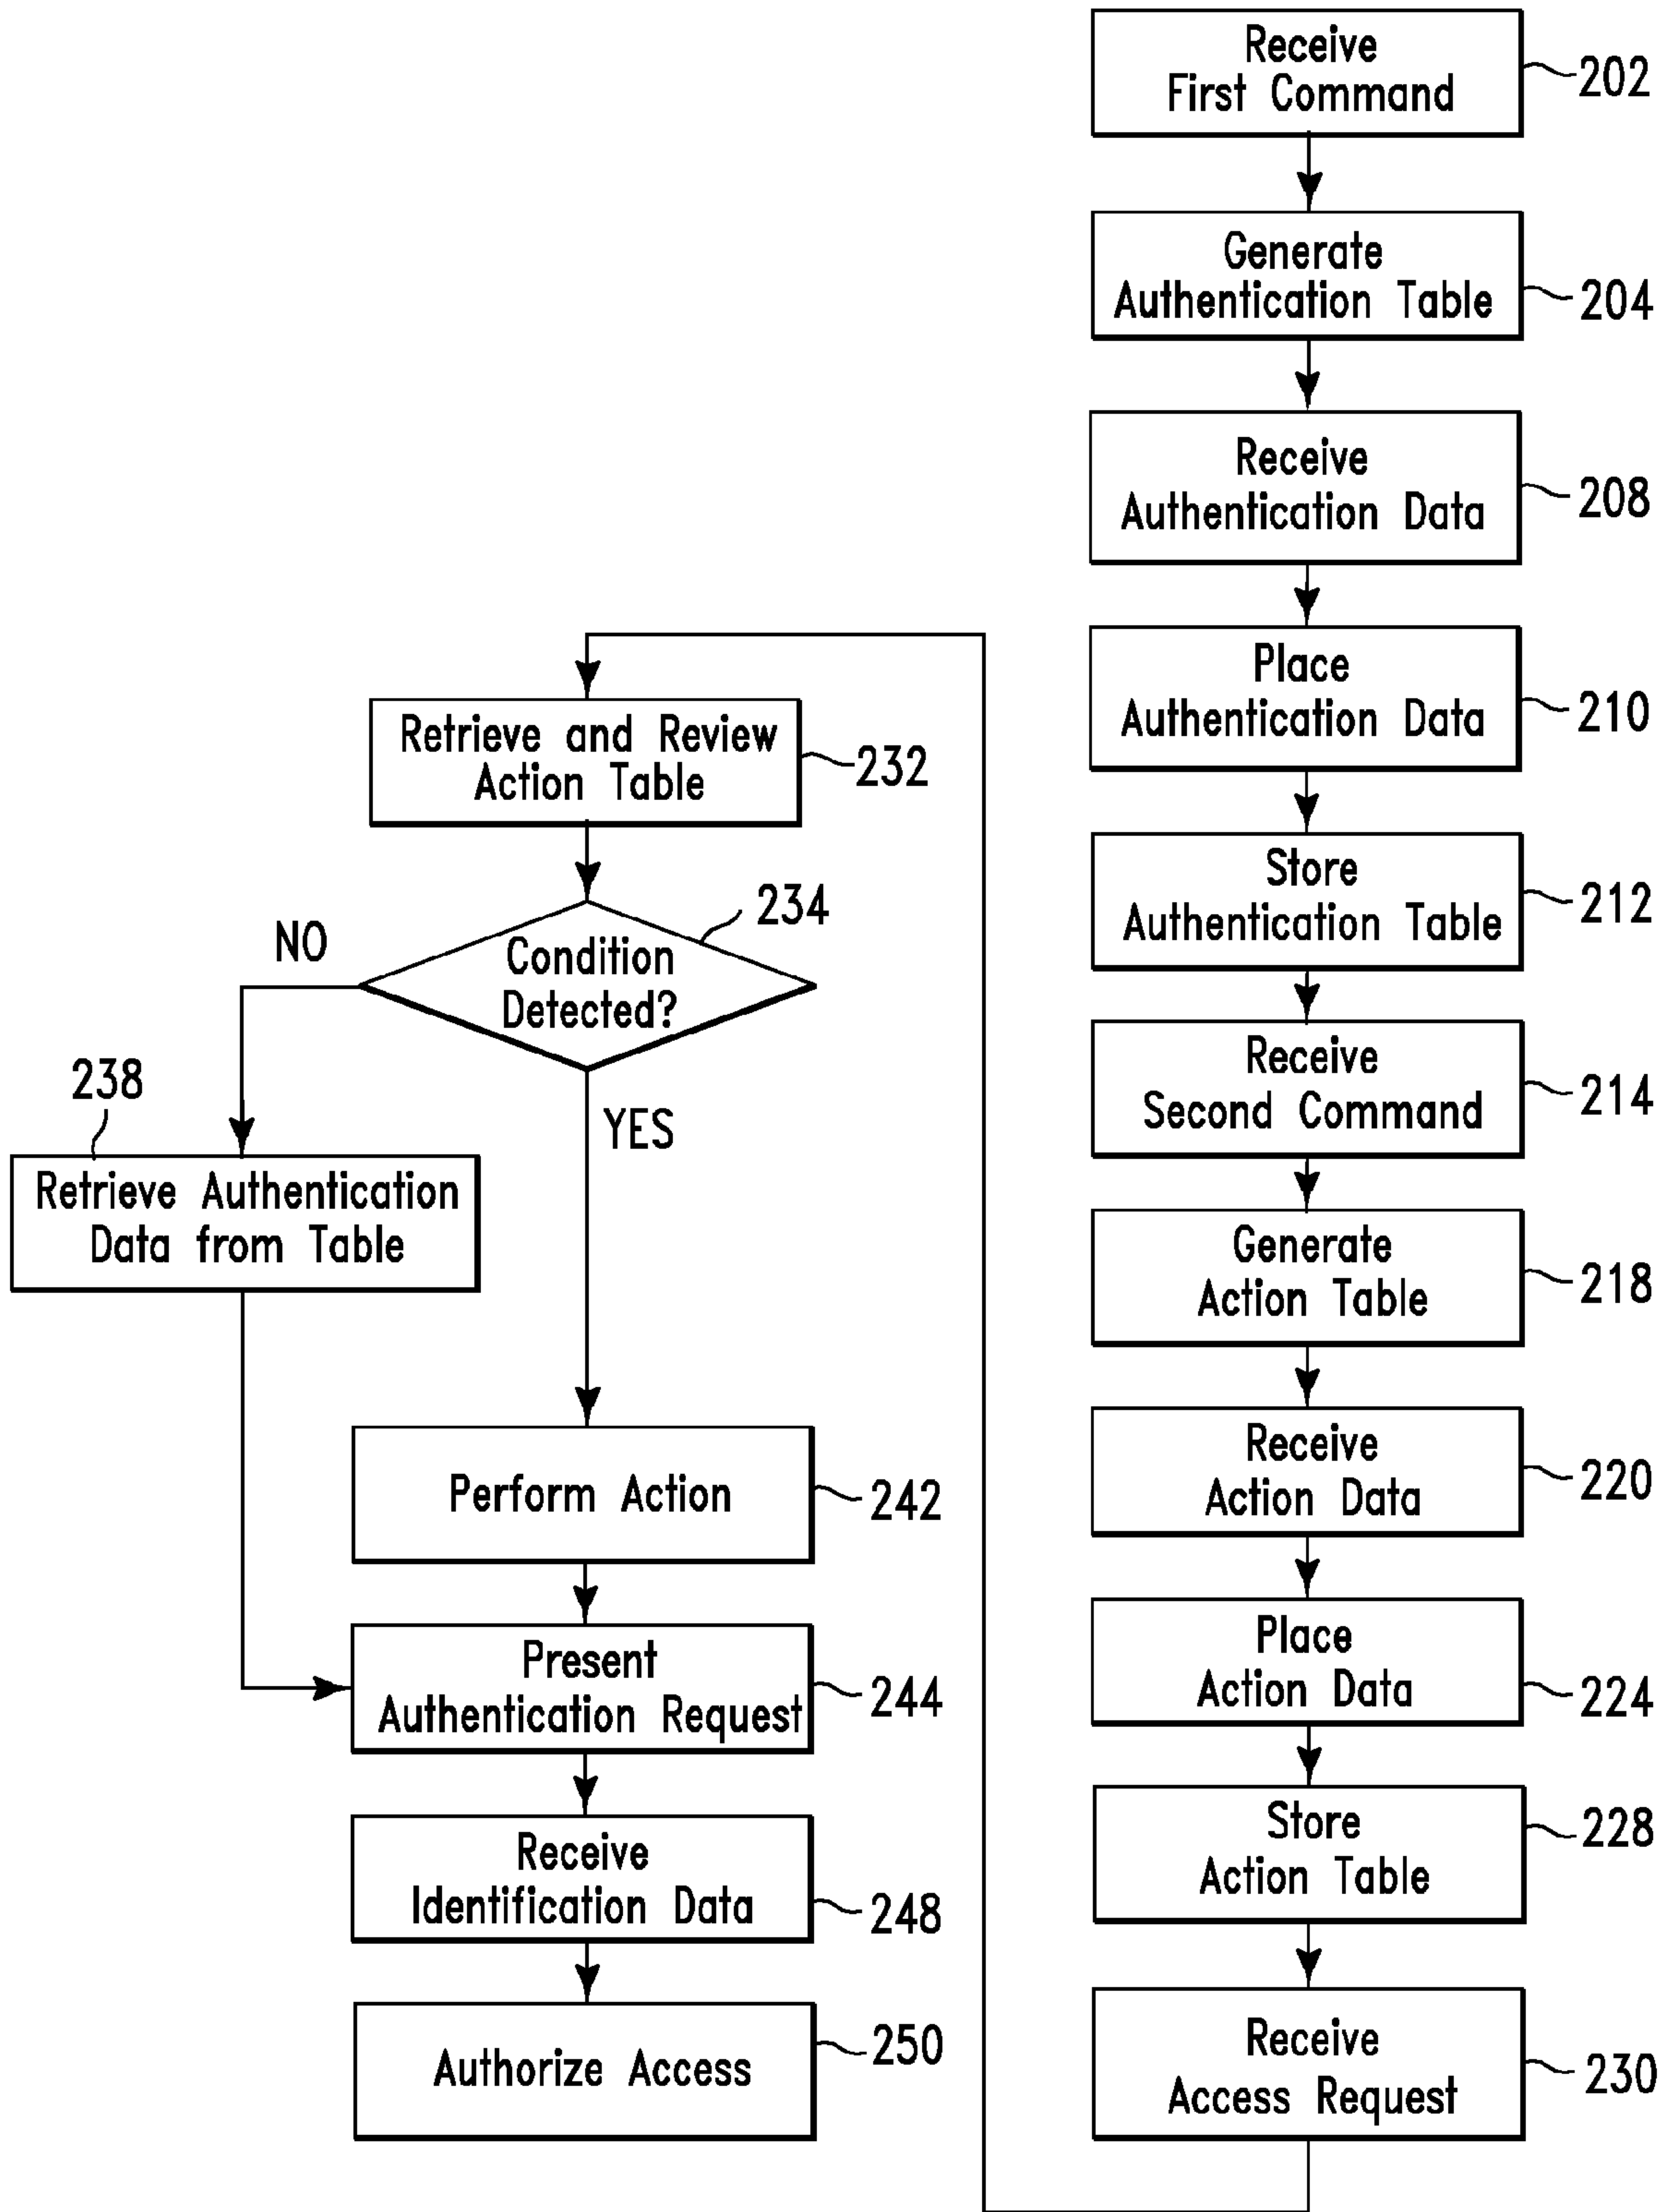 Receive
First Command
202
Generate
Authentication Table
204
Receive
Authentication Data
208
Place
Authentication Data
210
Store
Authentication Table
212
Receive
Second Command
214
Generate
Action Table
218
Receive
Action Data
220
Place
Action Data
224
Store
Action Table
228
Receive
Access Request
230
Retrieve and Review
Action Table
232
Condition
Detected?
234
NO
YES
238
Retrieve Authentication
Data from Table
Perform Action
242
Present
Authentication Request
244
Receive
Identification Data
248
Authorize Access
250